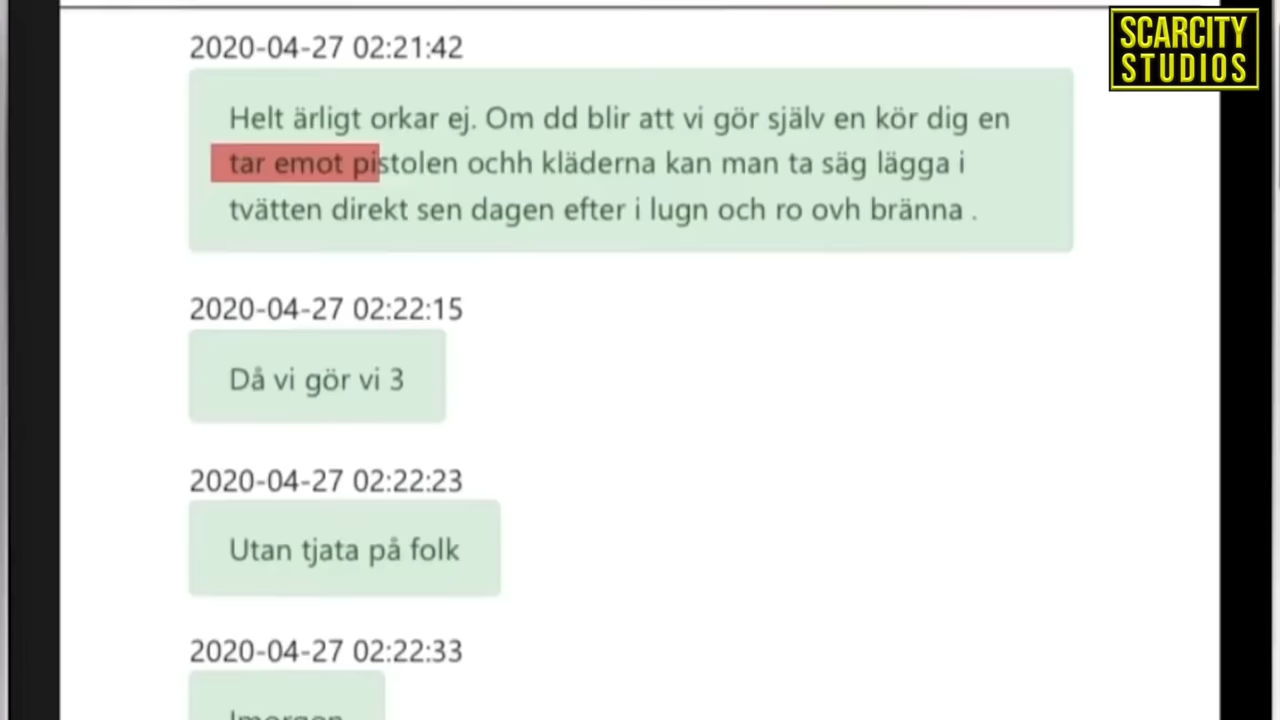 SCARCITY
STUDIOS
2020-04-27 02:21:42
Helt ärligt orkar ej. Om dd blir att vi gör själv en kör dig en
tar emot pistolen ochh kläderna kan man ta säg lägga i
tvätten direkt sen dagen efter i lugn och ro ovh bränna .
2020-04-27 02:22:15
Då vi gör vi 3
2020-04-27 02:22:23
Utan tjata på folk
2020-04-27 02:22:33
Imorgon